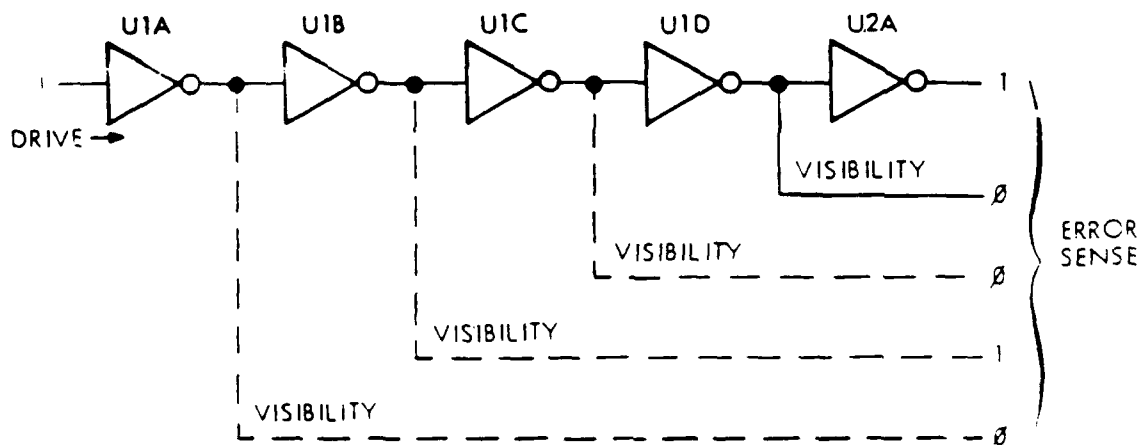 U1A U1B U1C U1D U2A
1 1
DRIVE
VISIBILITY Ø
VISIBILITY Ø
ERROR
SENSE
VISIBILITY 1
VISIBILITY Ø